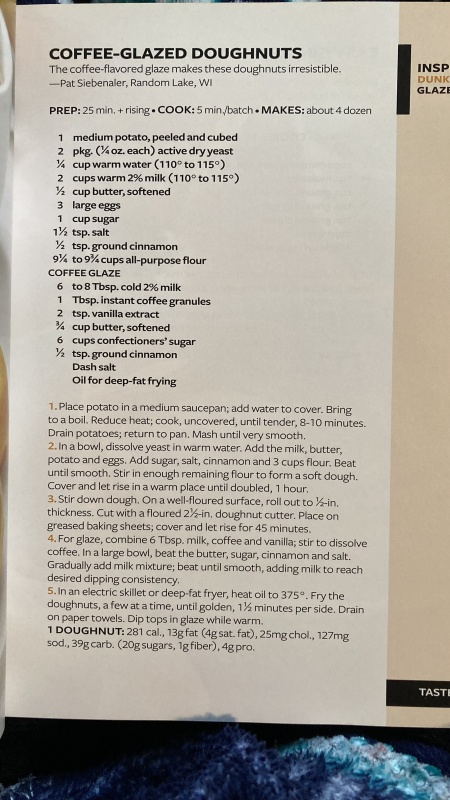 COFFEE-GLAZED DOUGHNUTS
The coffee-flavored glaze makes these doughnuts irresistible.
—Pat Siebenaler, Random Lake, WI
PREP: 25 min. + rising • COOK: 5 min./batch • MAKES: about 4 dozen
1 medium potato, peeled and cubed
2 pkg. (¼ oz. each) active dry yeast
¼ cup warm water (110° to 115°)
2 cups warm 2% milk (110° to 115°)
½ cup butter, softened
3 large eggs
1 cup sugar
1½ tsp. salt
½ tsp. ground cinnamon
9¼ to 9¾ cups all-purpose flour
COFFEE GLAZE
6 to 8 Tbsp. cold 2% milk
1 Tbsp. instant coffee granules
2 tsp. vanilla extract
¾ cup butter, softened
6 cups confectioners' sugar
½ tsp. ground cinnamon
Dash salt
Oil for deep-fat frying
1. Place potato in a medium saucepan; add water to cover. Bring
to a boil. Reduce heat; cook, uncovered, until tender, 8-10 minutes.
Drain potatoes; return to pan. Mash until very smooth.
2. In a bowl, dissolve yeast in warm water. Add the milk, butter,
potato and eggs. Add sugar, salt, cinnamon and 3 cups flour. Beat
until smooth. Stir in enough remaining flour to form a soft dough.
Cover and let rise in a warm place until doubled, 1 hour.
3. Stir down dough. On a well-floured surface, roll out to ½-in.
thickness. Cut with a floured 2½-in. doughnut cutter. Place on
greased baking sheets; cover and let rise for 45 minutes.
4. For glaze, combine 6 Tbsp. milk, coffee and vanilla; stir to dissolve
coffee. In a large bowl, beat the butter, sugar, cinnamon and salt.
Gradually add milk mixture; beat until smooth, adding milk to reach
desired dipping consistency.
5. In an electric skillet or deep-fat fryer, heat oil to 375°. Fry the
doughnuts, a few at a time, until golden, 1½ minutes per side. Drain
on paper towels. Dip tops in glaze while warm.
1 DOUGHNUT: 281 cal., 13g fat (4g sat. fat), 25mg chol., 127mg
sod., 39g carb. (20g sugars, 1g fiber), 4g pro.
INSP
DUNK
GLAZE
TASTE